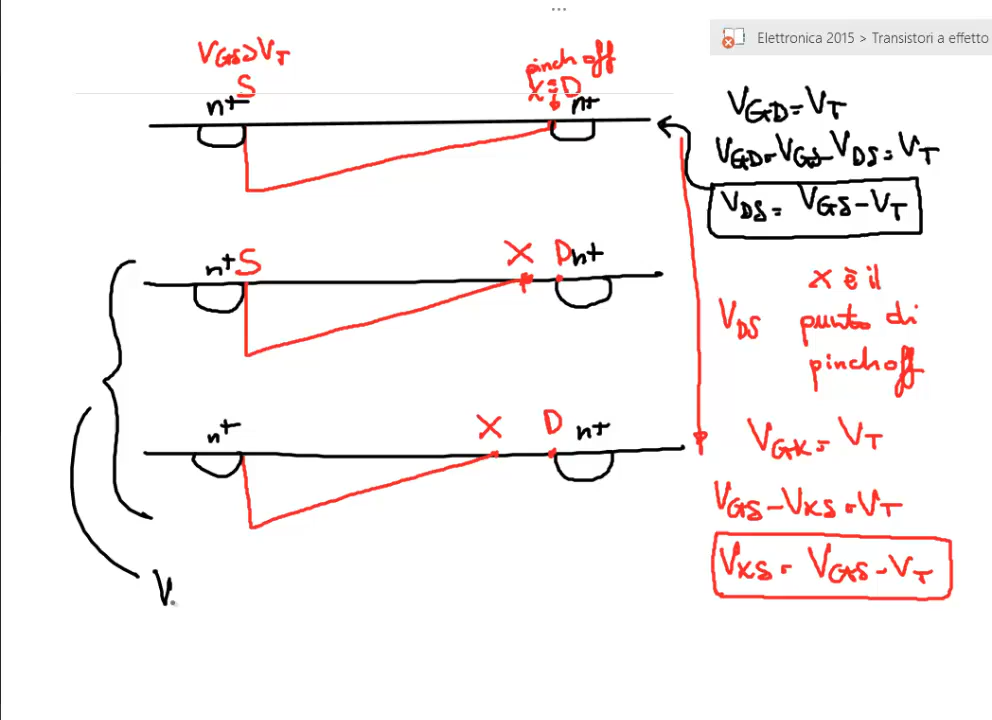 Elettronica 2015 > Transistori a effetto
VGS>VT
S
pinch off
X=D
n+
n+
VGD=VT
VGD=VGS-VDS=VT
VDS= VGS-VT
n+
S
X
D
n+
X è il
VDS
punto di
pinchoff
n+
X
D
n+
VGX=VT
VGS-VXS=VT
VXS= VGS-VT
V.